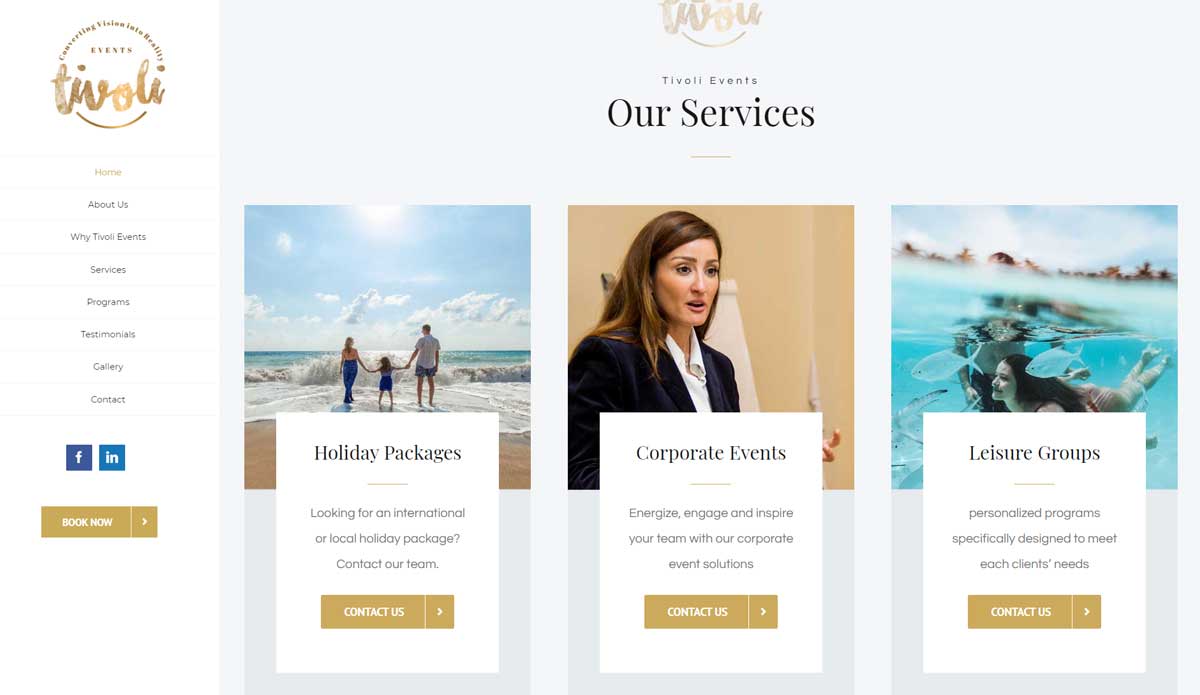 Converting Vision into Reality
EVENTS
tivoli
Home
About Us
Why Tivoli Events
Services
Programs
Testimonials
Gallery
Contact
f
in
BOOK NOW
tivoli
Tivoli Events
Our Services
Holiday Packages
Looking for an international
or local holiday package?
Contact our team.
CONTACT US
Corporate Events
Energize, engage and inspire
your team with our corporate
event solutions
CONTACT US
Leisure Groups
personalized programs
specifically designed to meet
each clients’ needs
CONTACT US